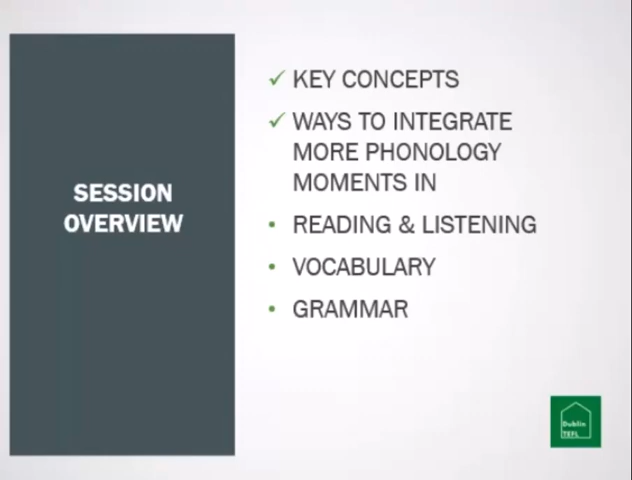 SESSION
OVERVIEW
KEY CONCEPTS
WAYS TO INTEGRATE
MORE PHONOLOGY
MOMENTS IN
READING & LISTENING
VOCABULARY
GRAMMAR
Dublin
TEFL